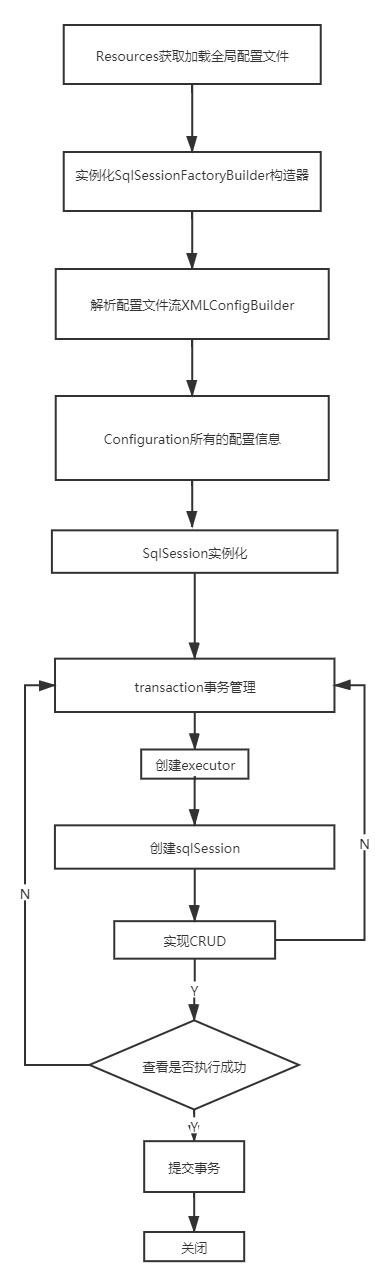 Resources获取加载全局配置文件
实例化SqlSessionFactoryBuilder构造器
解析配置文件流XMLConfigBuilder
Configuration所有的配置信息
SqlSession实例化
transaction事务管理
创建executor
创建sqlSession
N
N
实现CRUD
Y
查看是否执行成功
Y
提交事务
关闭